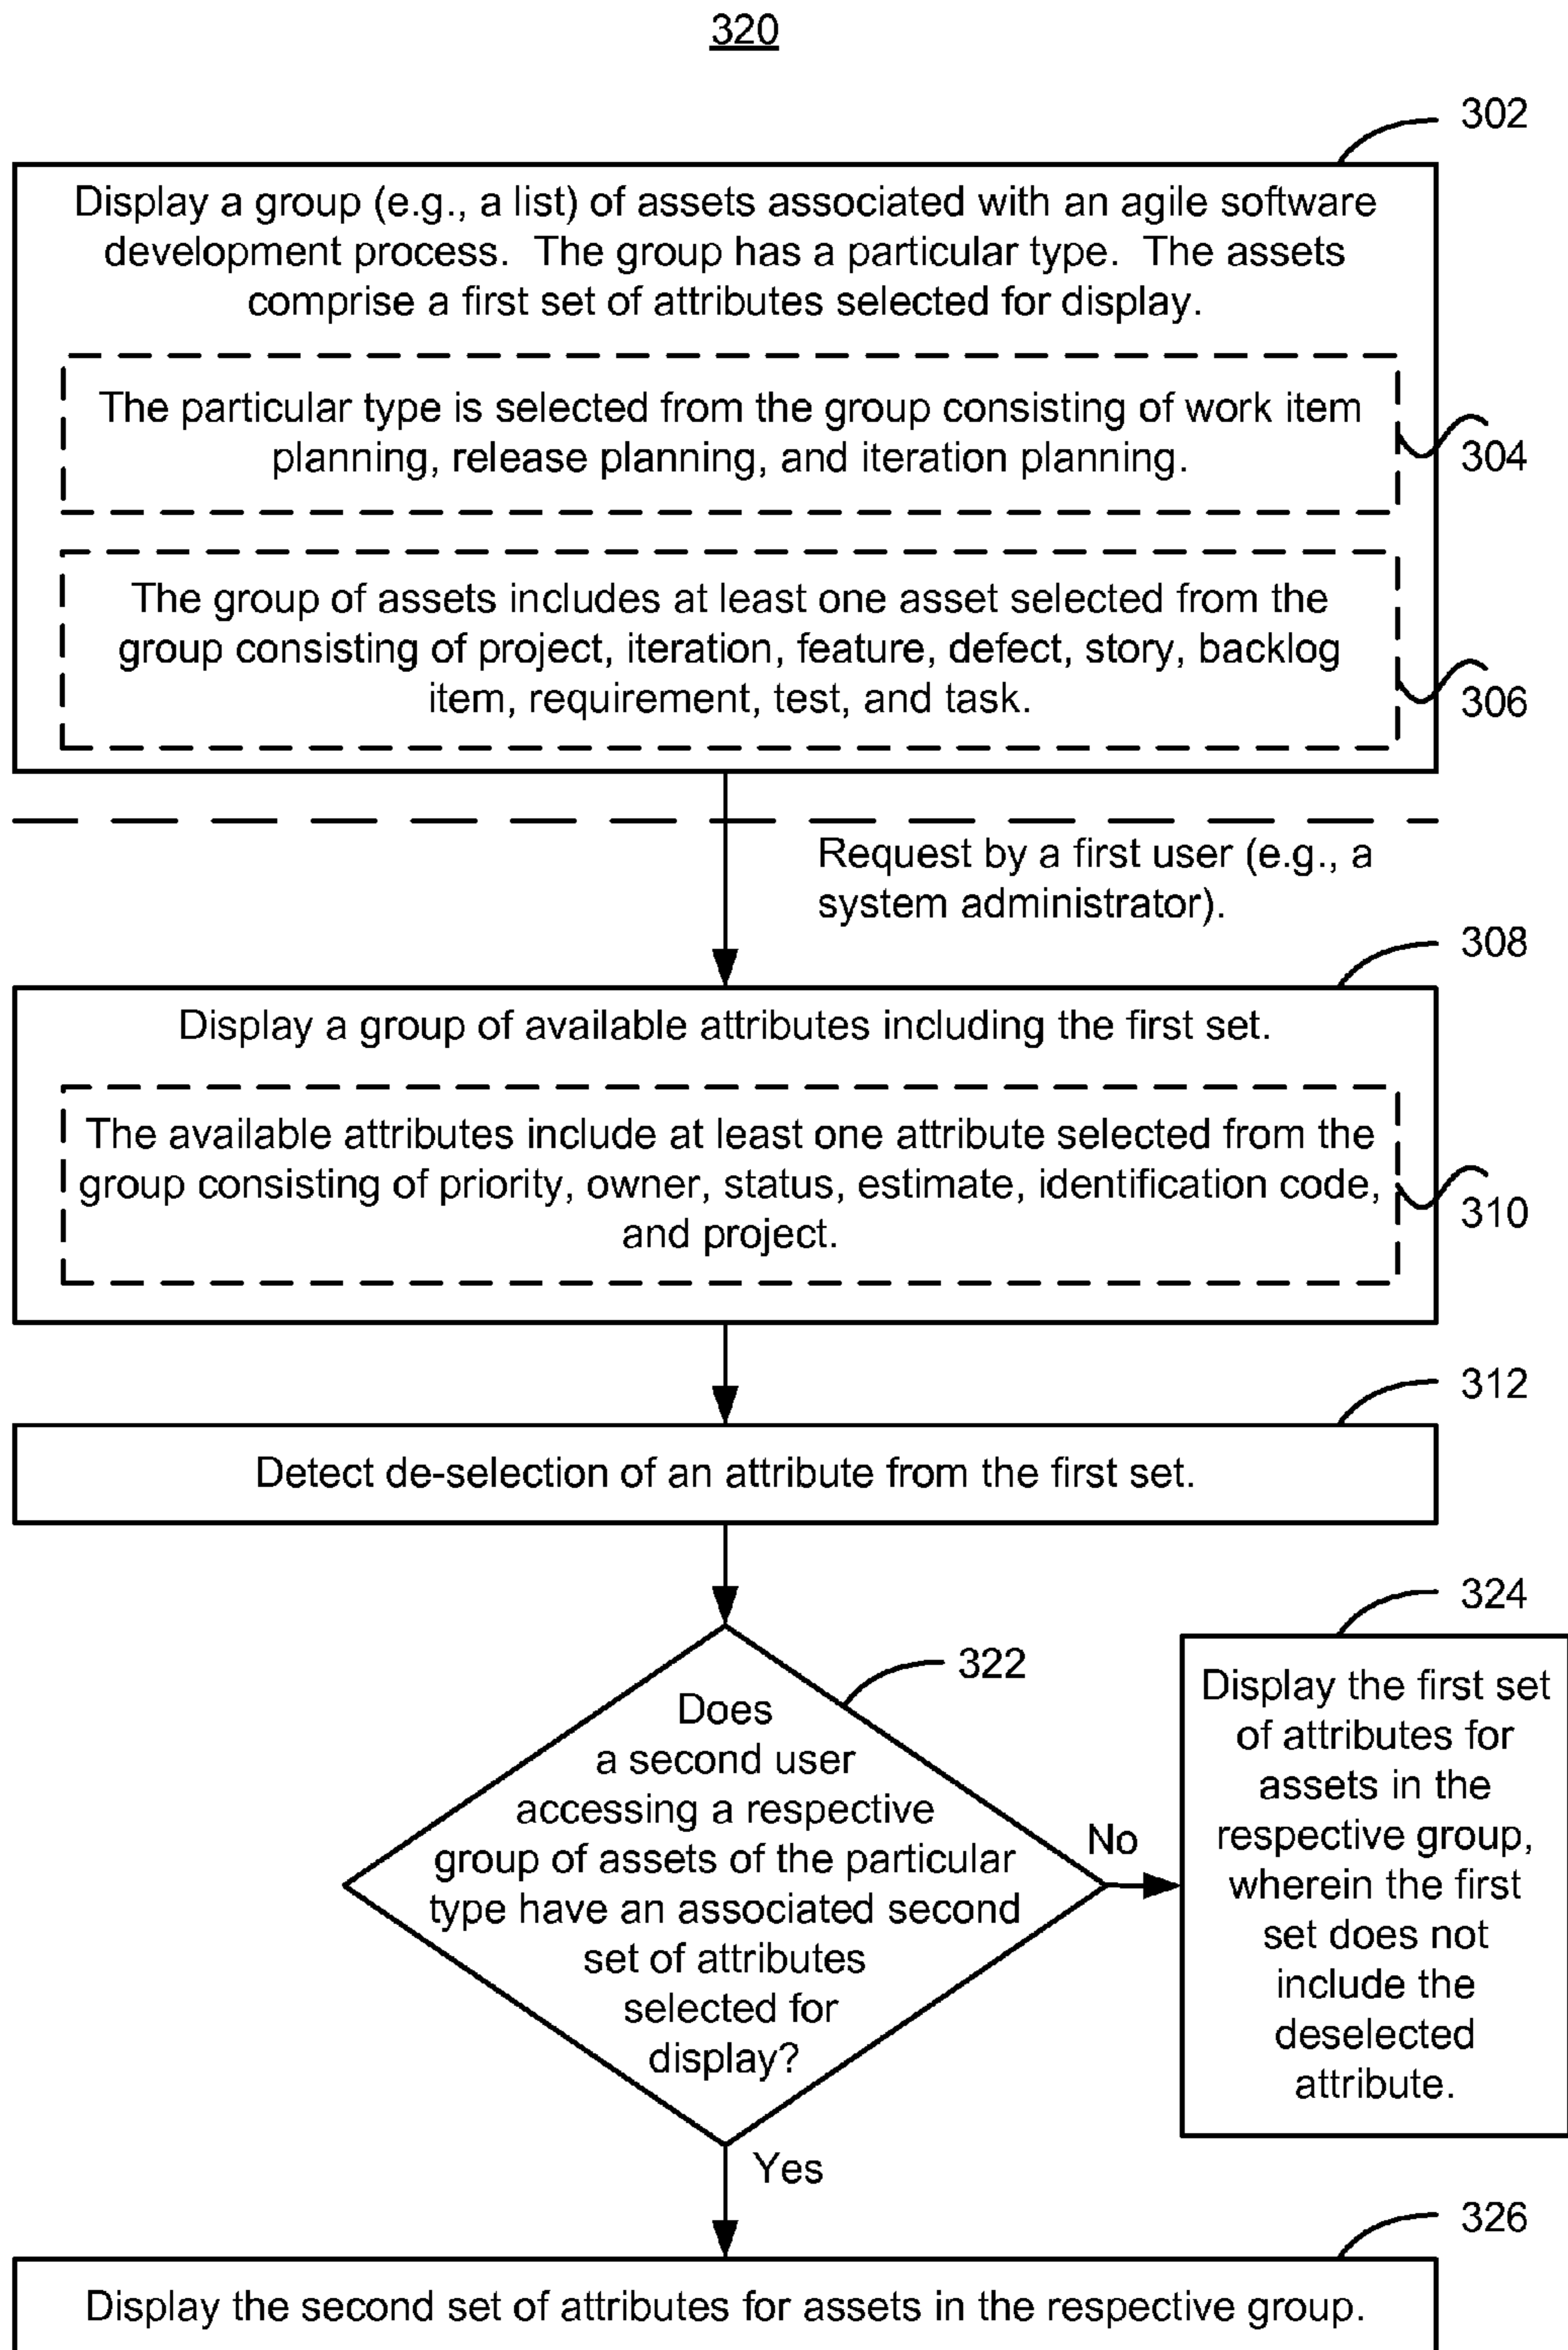 320
302
Display a group (e.g., a list) of assets associated with an agile software
development process. The group has a particular type. The assets
comprise a first set of attributes selected for display.
The particular type is selected from the group consisting of work item
planning, release planning, and iteration planning.
304
The group of assets includes at least one asset selected from the
group consisting of project, iteration, feature, defect, story, backlog
item, requirement, test, and task.
306
Request by a first user (e.g., a
system administrator).
308
Display a group of available attributes including the first set.
The available attributes include at least one attribute selected from the
group consisting of priority, owner, status, estimate, identification code,
and project.
310
312
Detect de-selection of an attribute from the first set.
322
Does
a second user
accessing a respective
group of assets of the particular
type have an associated second
set of attributes
selected for
display?
No
324
Display the first set
of attributes for
assets in the
respective group,
wherein the first
set does not
include the
deselected
attribute.
Yes
326
Display the second set of attributes for assets in the respective group.